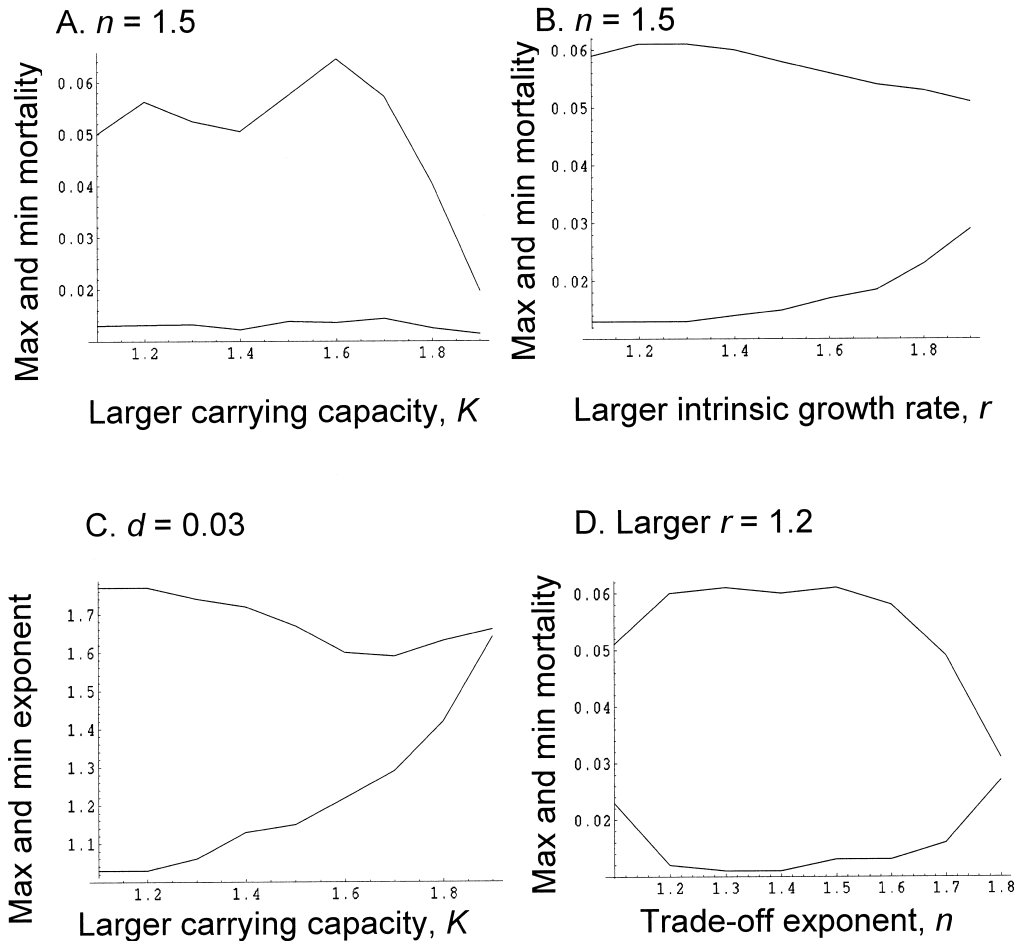 A. n = 1.5
Max and min mortality
0.06
0.05
0.04
0.03
0.02
1.2 1.4 1.6 1.8
Larger carrying capacity, K
B. n = 1.5
Max and min mortality
0.06
0.05
0.04
0.03
0.02
1.2 1.4 1.6 1.8
Larger intrinsic growth rate, r
C. d = 0.03
Max and min exponent
1.7
1.6
1.5
1.4
1.3
1.2
1.1
1.2 1.4 1.6 1.8
Larger carrying capacity, K
D. Larger r = 1.2
Max and min mortality
0.06
0.05
0.04
0.03
0.02
1.2 1.3 1.4 1.5 1.6 1.7 1.8
Trade-off exponent, n